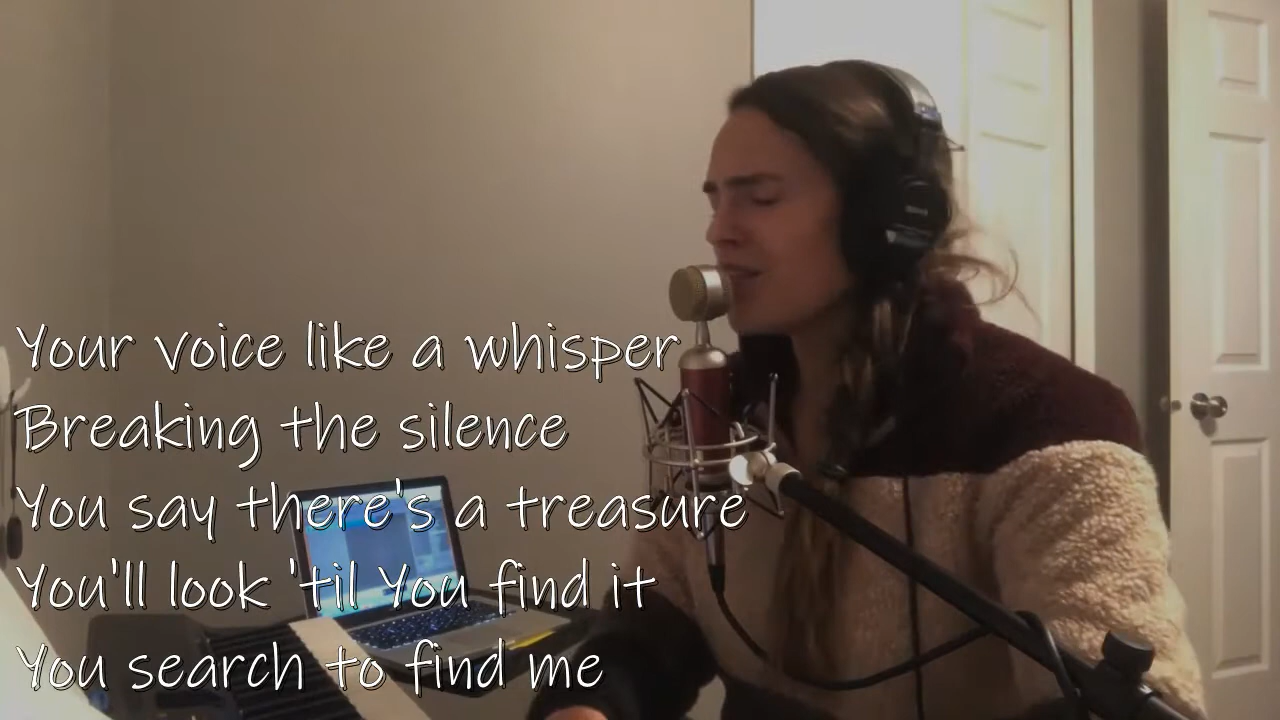 Your voice like a whisper
Breaking the silence
You say there's a treasure
You'll look 'til You find it
You search to find me